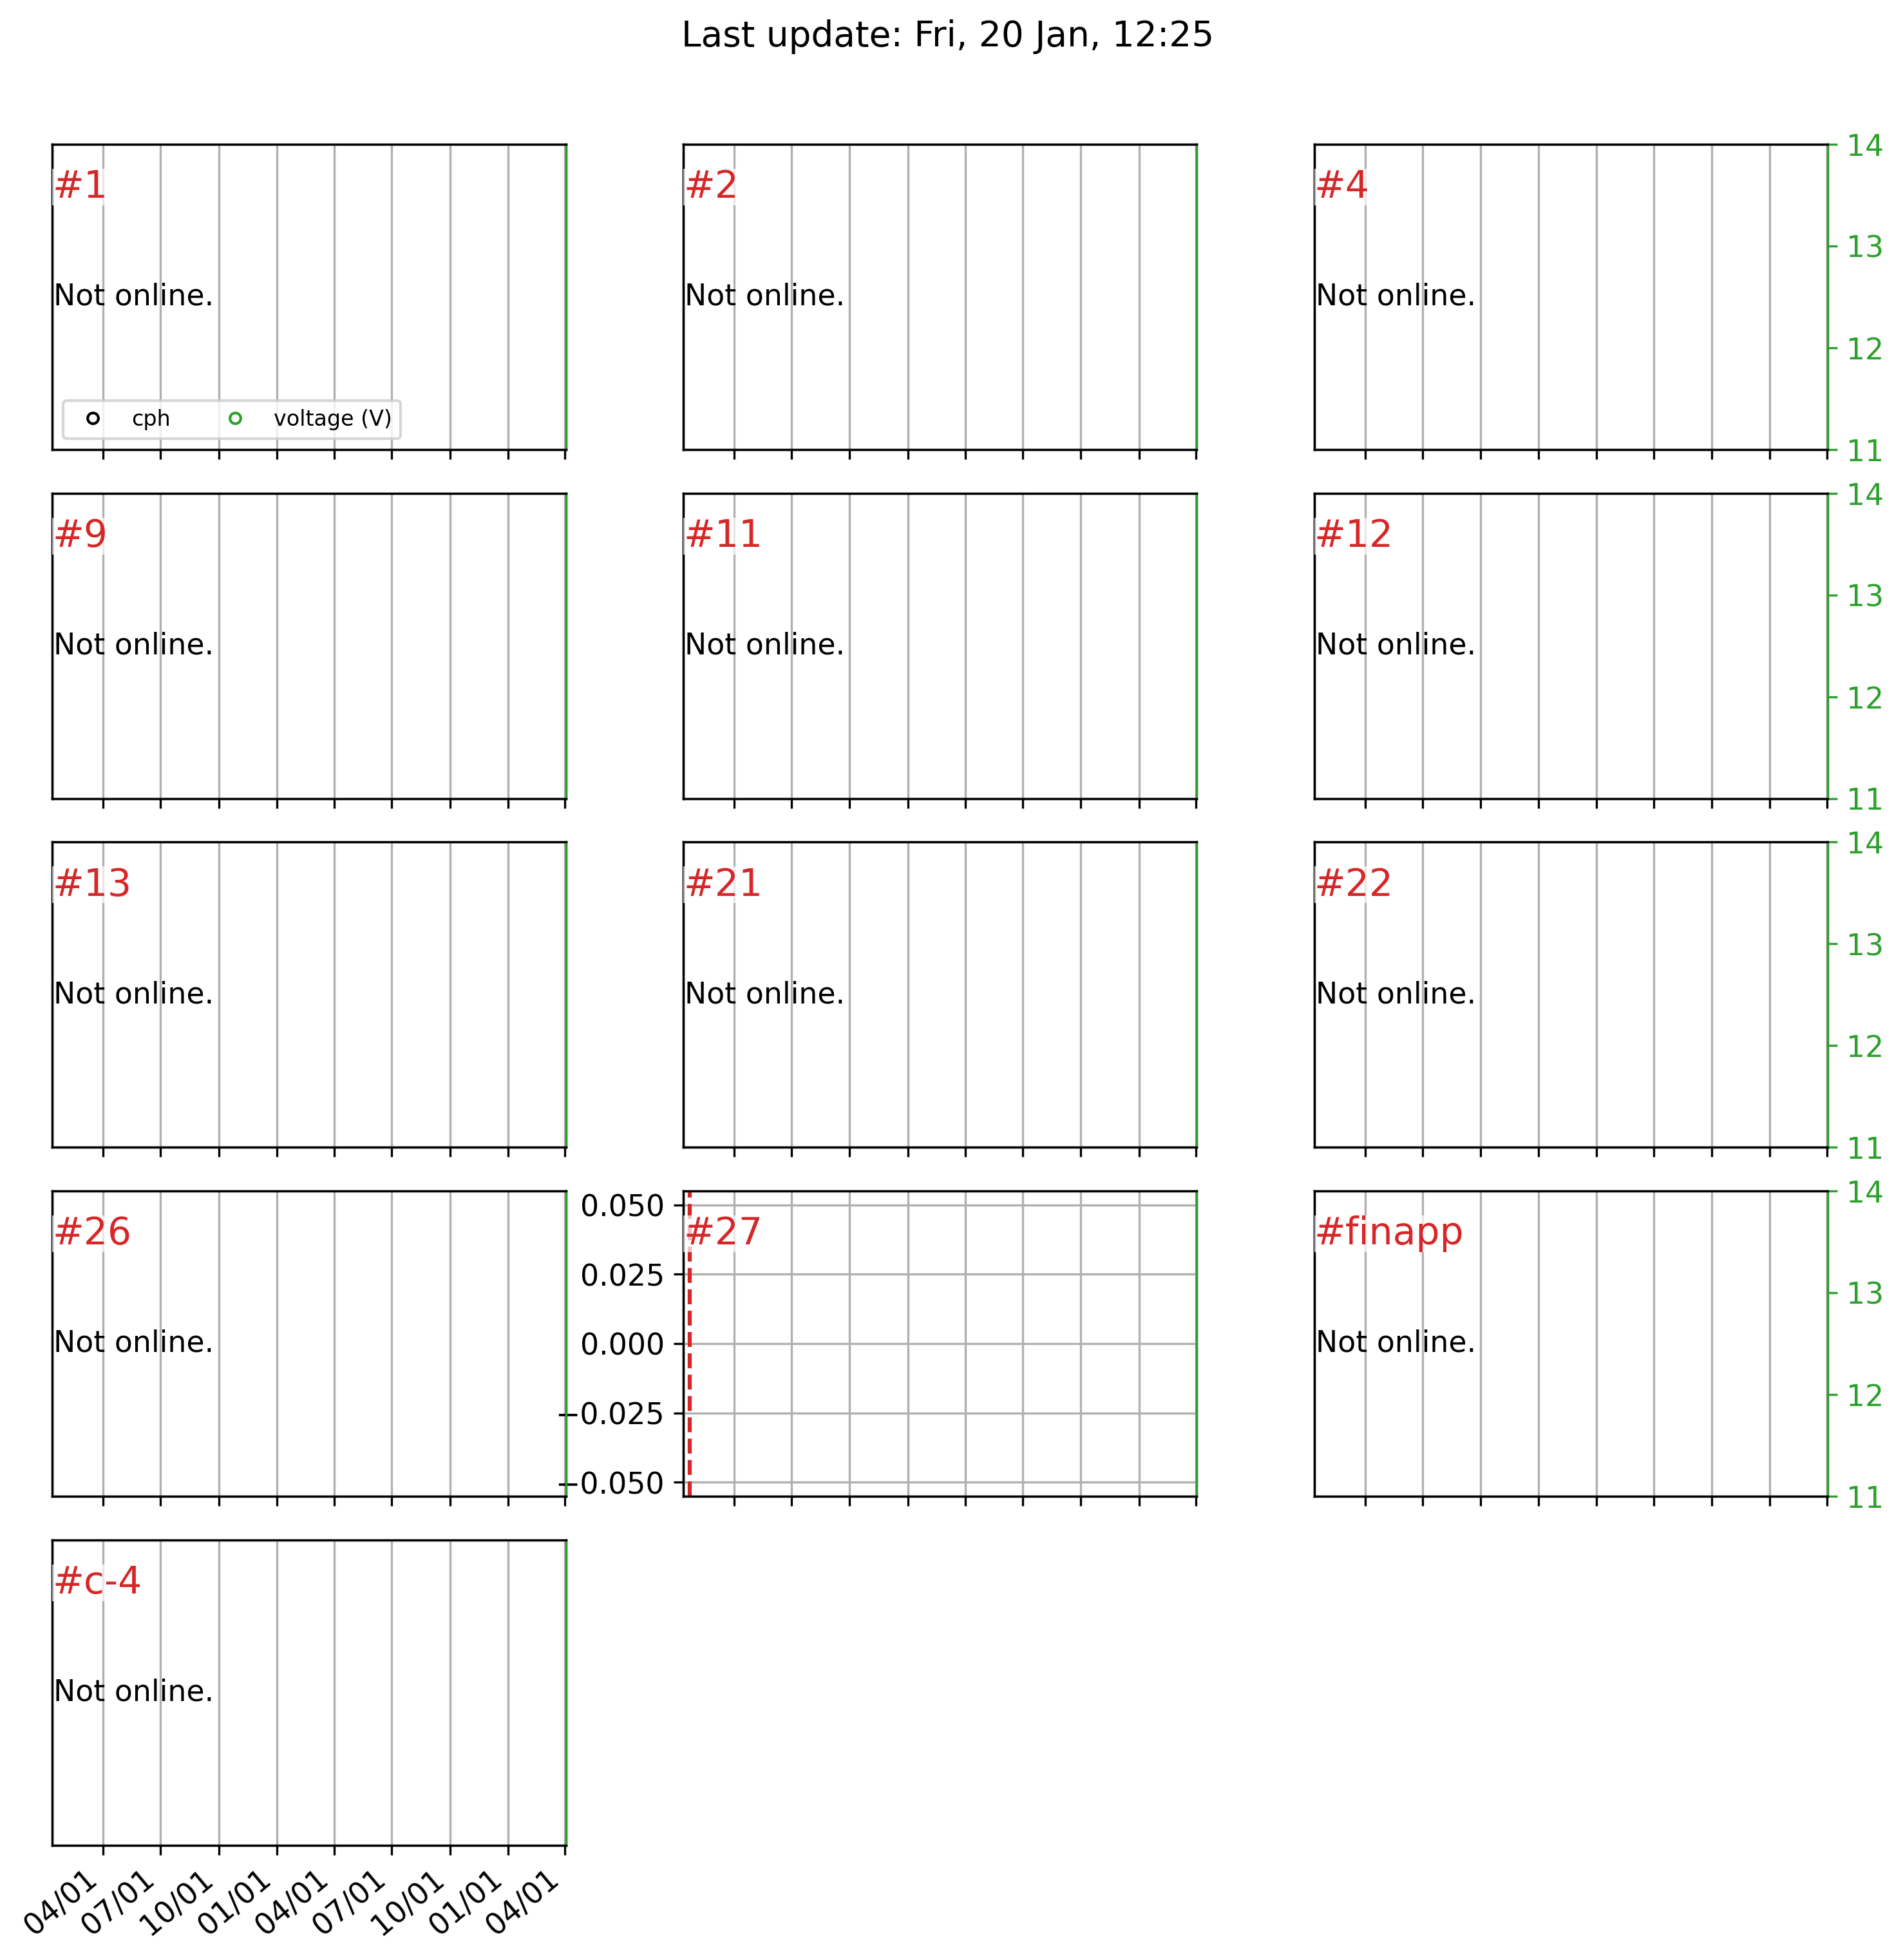 Last update: Fri, 20 Jan, 12:25
#1
Not online.
cph voltage (V)
#2
Not online.
#4
Not online.
14
13
12
11
#9
Not online.
#11
Not online.
#12
Not online.
14
13
12
11
#13
Not online.
#21
Not online.
#22
Not online.
14
13
12
11
#26
Not online.
0.050
0.025
0.000
−0.025
−0.050
#27
#finapp
Not online.
14
13
12
11
#c-4
Not online.
04/01 07/01 10/01 01/01 04/01 07/01 10/01 01/01 04/01